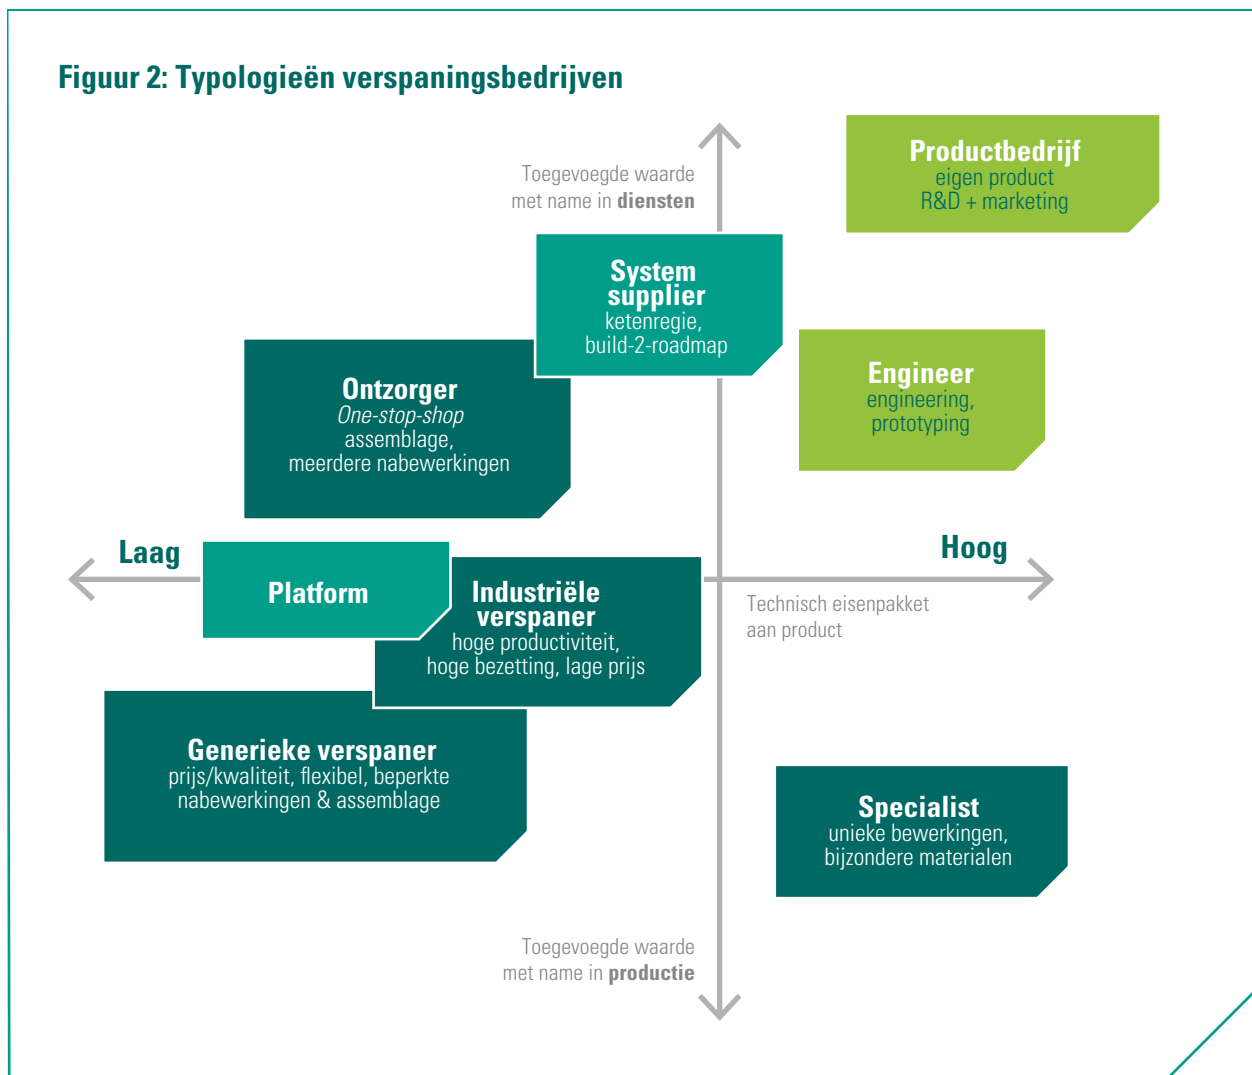 Figuur 2: Typologieën verspaningsbedrijven
Toegevoegde waarde
met name in diensten
Productbedrijf
eigen product
R&D + marketing
System
supplier
ketenregie,
build-2-roadmap
Ontzorger
One-stop-shop
assemblage,
meerdere nabewerkingen
Engineer
engineering,
prototyping
Laag
Hoog
Platform
Industriële
verspaner
hoge productiviteit,
hoge bezetting, lage prijs
Technisch eisenpakket
aan product
Generieke verspaner
prijs/kwaliteit, flexibel, beperkte
nabewerkingen & assemblage
Specialist
unieke bewerkingen,
bijzondere materialen
Toegevoegde waarde
met name in productie